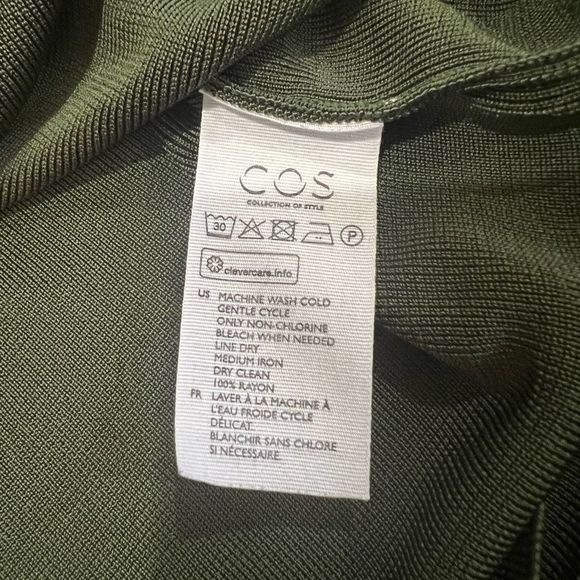 COS
COLLECTION OF STYLE
30 P
clevercare.info
US MACHINE WASH COLD
GENTLE CYCLE
ONLY NON-CHLORINE
BLEACH WHEN NEEDED
LINE DRY
MEDIUM IRON
DRY CLEAN
100% RAYON
FR LAVER À LA MACHINE À
L'EAU FROIDE CYCLE
DÉLICAT
BLANCHIR SANS CHLORE
SI NÉCESSAIRE